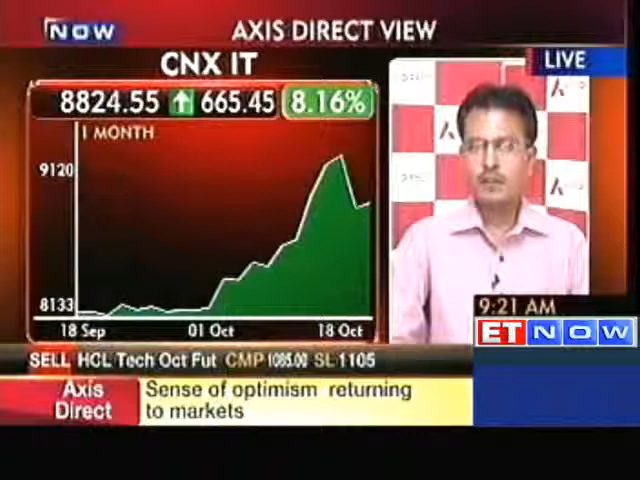 NOW
AXIS DIRECT VIEW
LIVE
CNX IT
8824.55 665.45 8.16%
1 MONTH
9120
8133
18 Sep 01 Oct 18 Oct
9:21 AM
ET NOW
SELL HCL Tech Oct Fut CMP 1085.00 SL 1105
Axis Direct
Sense of optimism returning
to markets